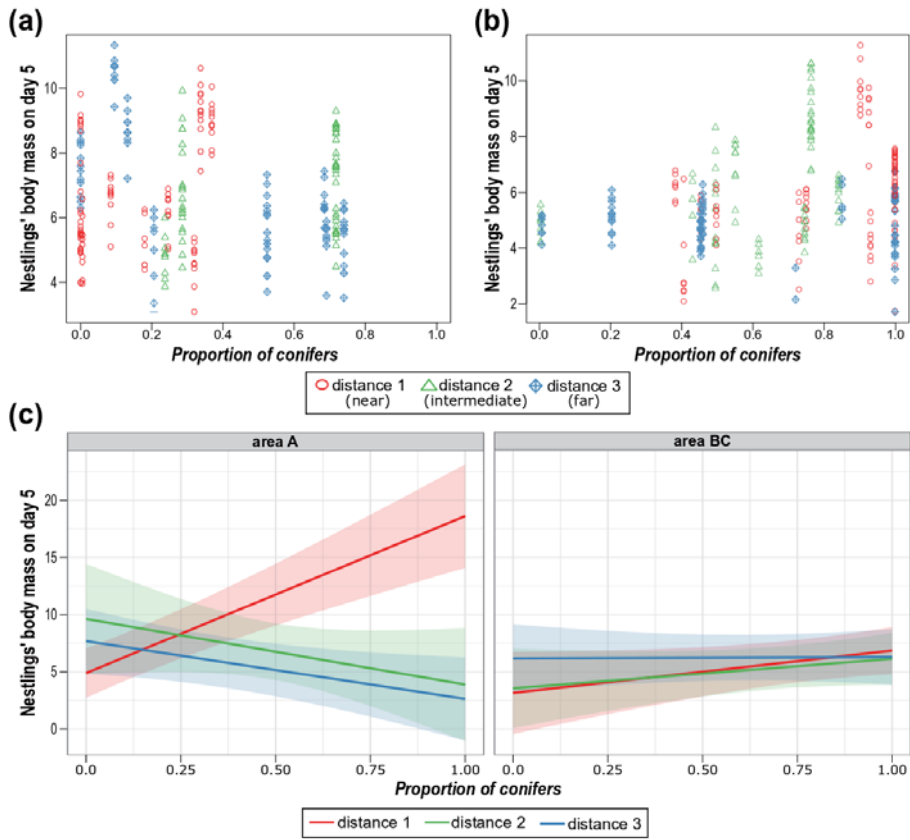 (a)
Nestlings' body mass on day 5
10
8
6
4
0.0 0.2 0.4 0.6 0.8 1.0
Proportion of conifers
(b)
Nestlings' body mass on day 5
10
8
6
4
2
0.0 0.2 0.4 0.6 0.8 1.0
Proportion of conifers
distance 1 distance 2 distance 3
(near) (intermediate) (far)
(c)
area A area BC
Nestlings' body mass on day 5
20
15
10
5
0
0.0 0.25 0.50 0.75 1.00 0.0 0.25 0.50 0.75 1.00
Proportion of conifers
distance 1 distance 2 distance 3